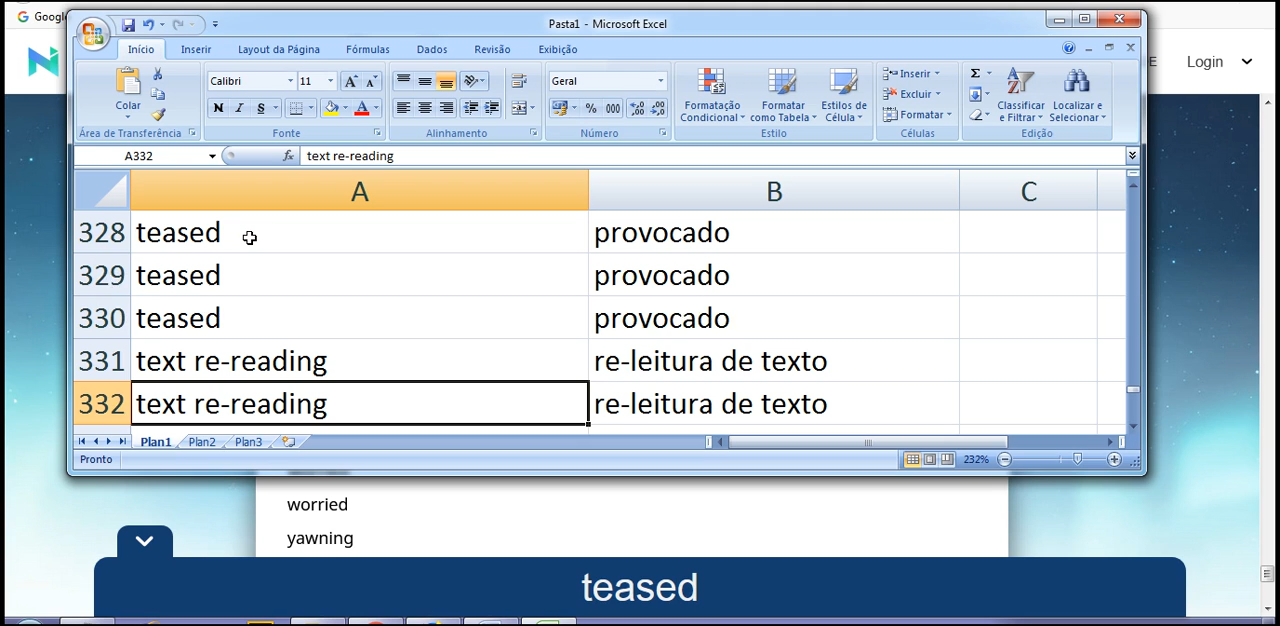 Google
Pasta1 - Microsoft Excel
Início Inserir Layout da Página Fórmulas Dados Revisão Exibição
E Login
Colar
Área de Transferência
Calibri 11
N I S
Fonte
Alinhamento
Geral
% 000
Número
Formatação Condicional
Formatar como Tabela
Estilos de Célula
Estilo
Inserir
Excluir
Formatar
Células
Classificar e Filtrar
Localizar e Selecionar
Edição
A332 fx text re-reading
A B C
328 teased provocado
329 teased provocado
330 teased provocado
331 text re-reading re-leitura de texto
332 text re-reading re-leitura de texto
Plan1 Plan2 Plan3
Pronto 232%
worried
yawning
teased